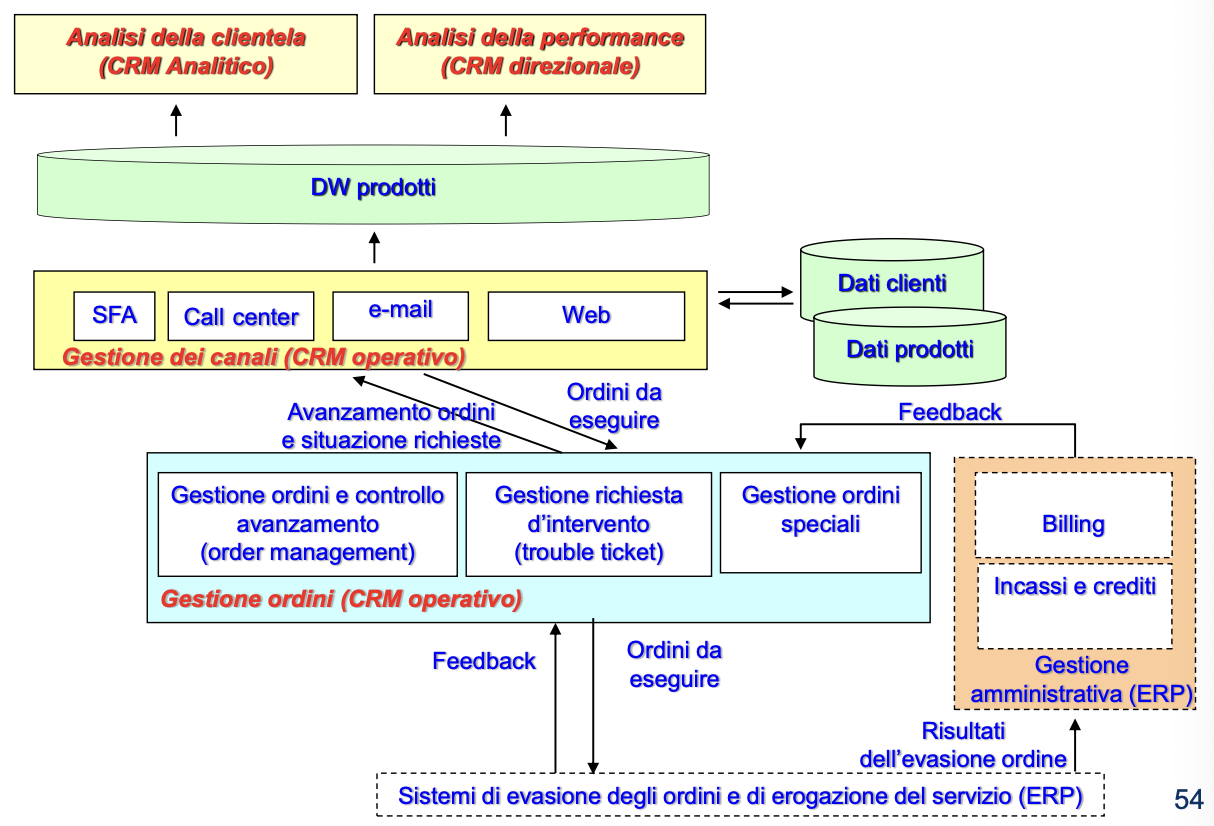 Analisi della clientela
(CRM Analitico)
Analisi della performance
(CRM direzionale)
DW prodotti
SFA
Call center
e-mail
Web
Gestione dei canali (CRM operativo)
Dati clienti
Dati prodotti
Avanzamento ordini
e situazione richieste
Ordini da
eseguire
Feedback
Gestione ordini e controllo
avanzamento
(order management)
Gestione richiesta
d’intervento
(trouble ticket)
Gestione ordini
speciali
Gestione ordini (CRM operativo)
Billing
Incassi e crediti
Gestione
amministrativa (ERP)
Feedback
Ordini da
eseguire
Risultati
dell’evasione ordine
Sistemi di evasione degli ordini e di erogazione del servizio (ERP)
54